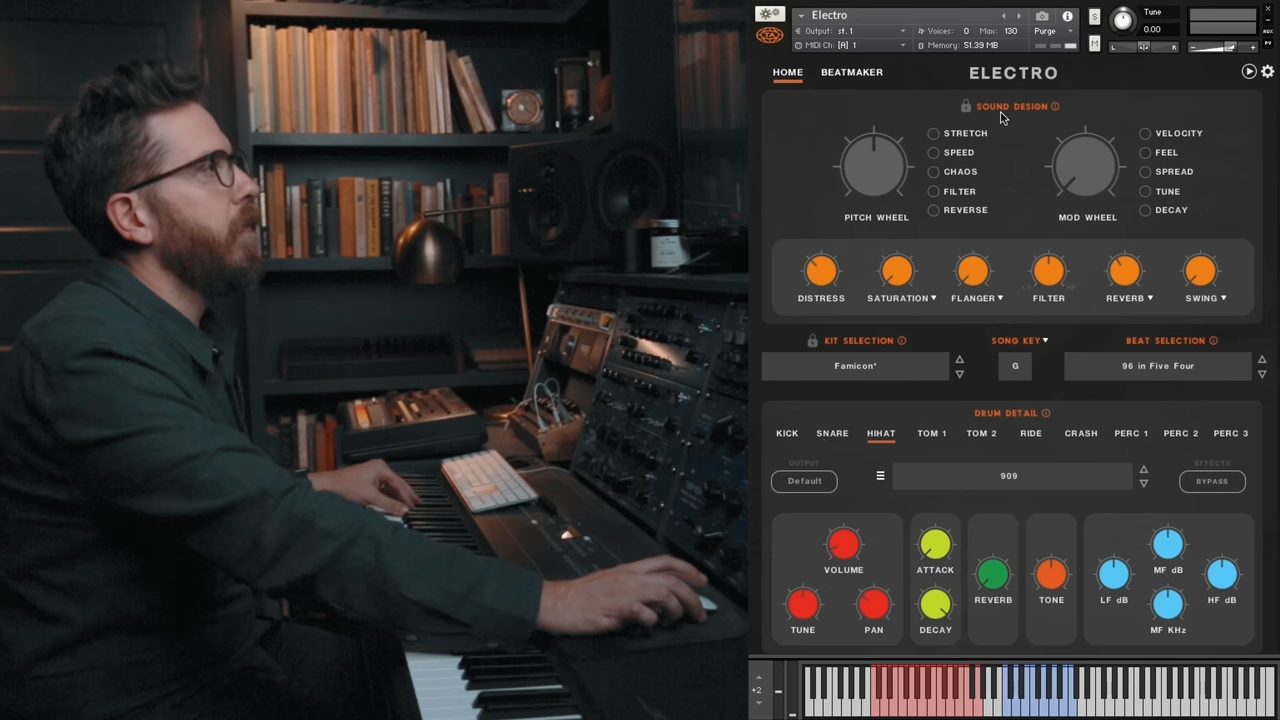 Electro
S
Tune
AUX
Output: st.1
Voices: 0 Max: 130
Purge
0.00
PV
MIDI Ch: [A] 1
Memory: 51.39 MB
M
L
R
HOME
BEATMAKER
ELECTRO
SOUND DESIGN
STRETCH
SPEED
CHAOS
FILTER
REVERSE
PITCH WHEEL
VELOCITY
FEEL
SPREAD
TUNE
DECAY
MOD WHEEL
DISTRESS
SATURATION
FLANGER
FILTER
REVERB
SWING
KIT SELECTION
SONG KEY
BEAT SELECTION
Famicon*
G
96 in Five Four
DRUM DETAIL
KICK
SNARE
HIHAT
TOM 1
TOM 2
RIDE
CRASH
PERC 1
PERC 2
PERC 3
OUTPUT
Default
909
EFFECTS
BYPASS
VOLUME
TUNE
PAN
ATTACK
DECAY
REVERB
TONE
MF dB
LF dB
HF dB
MF KHz
+2